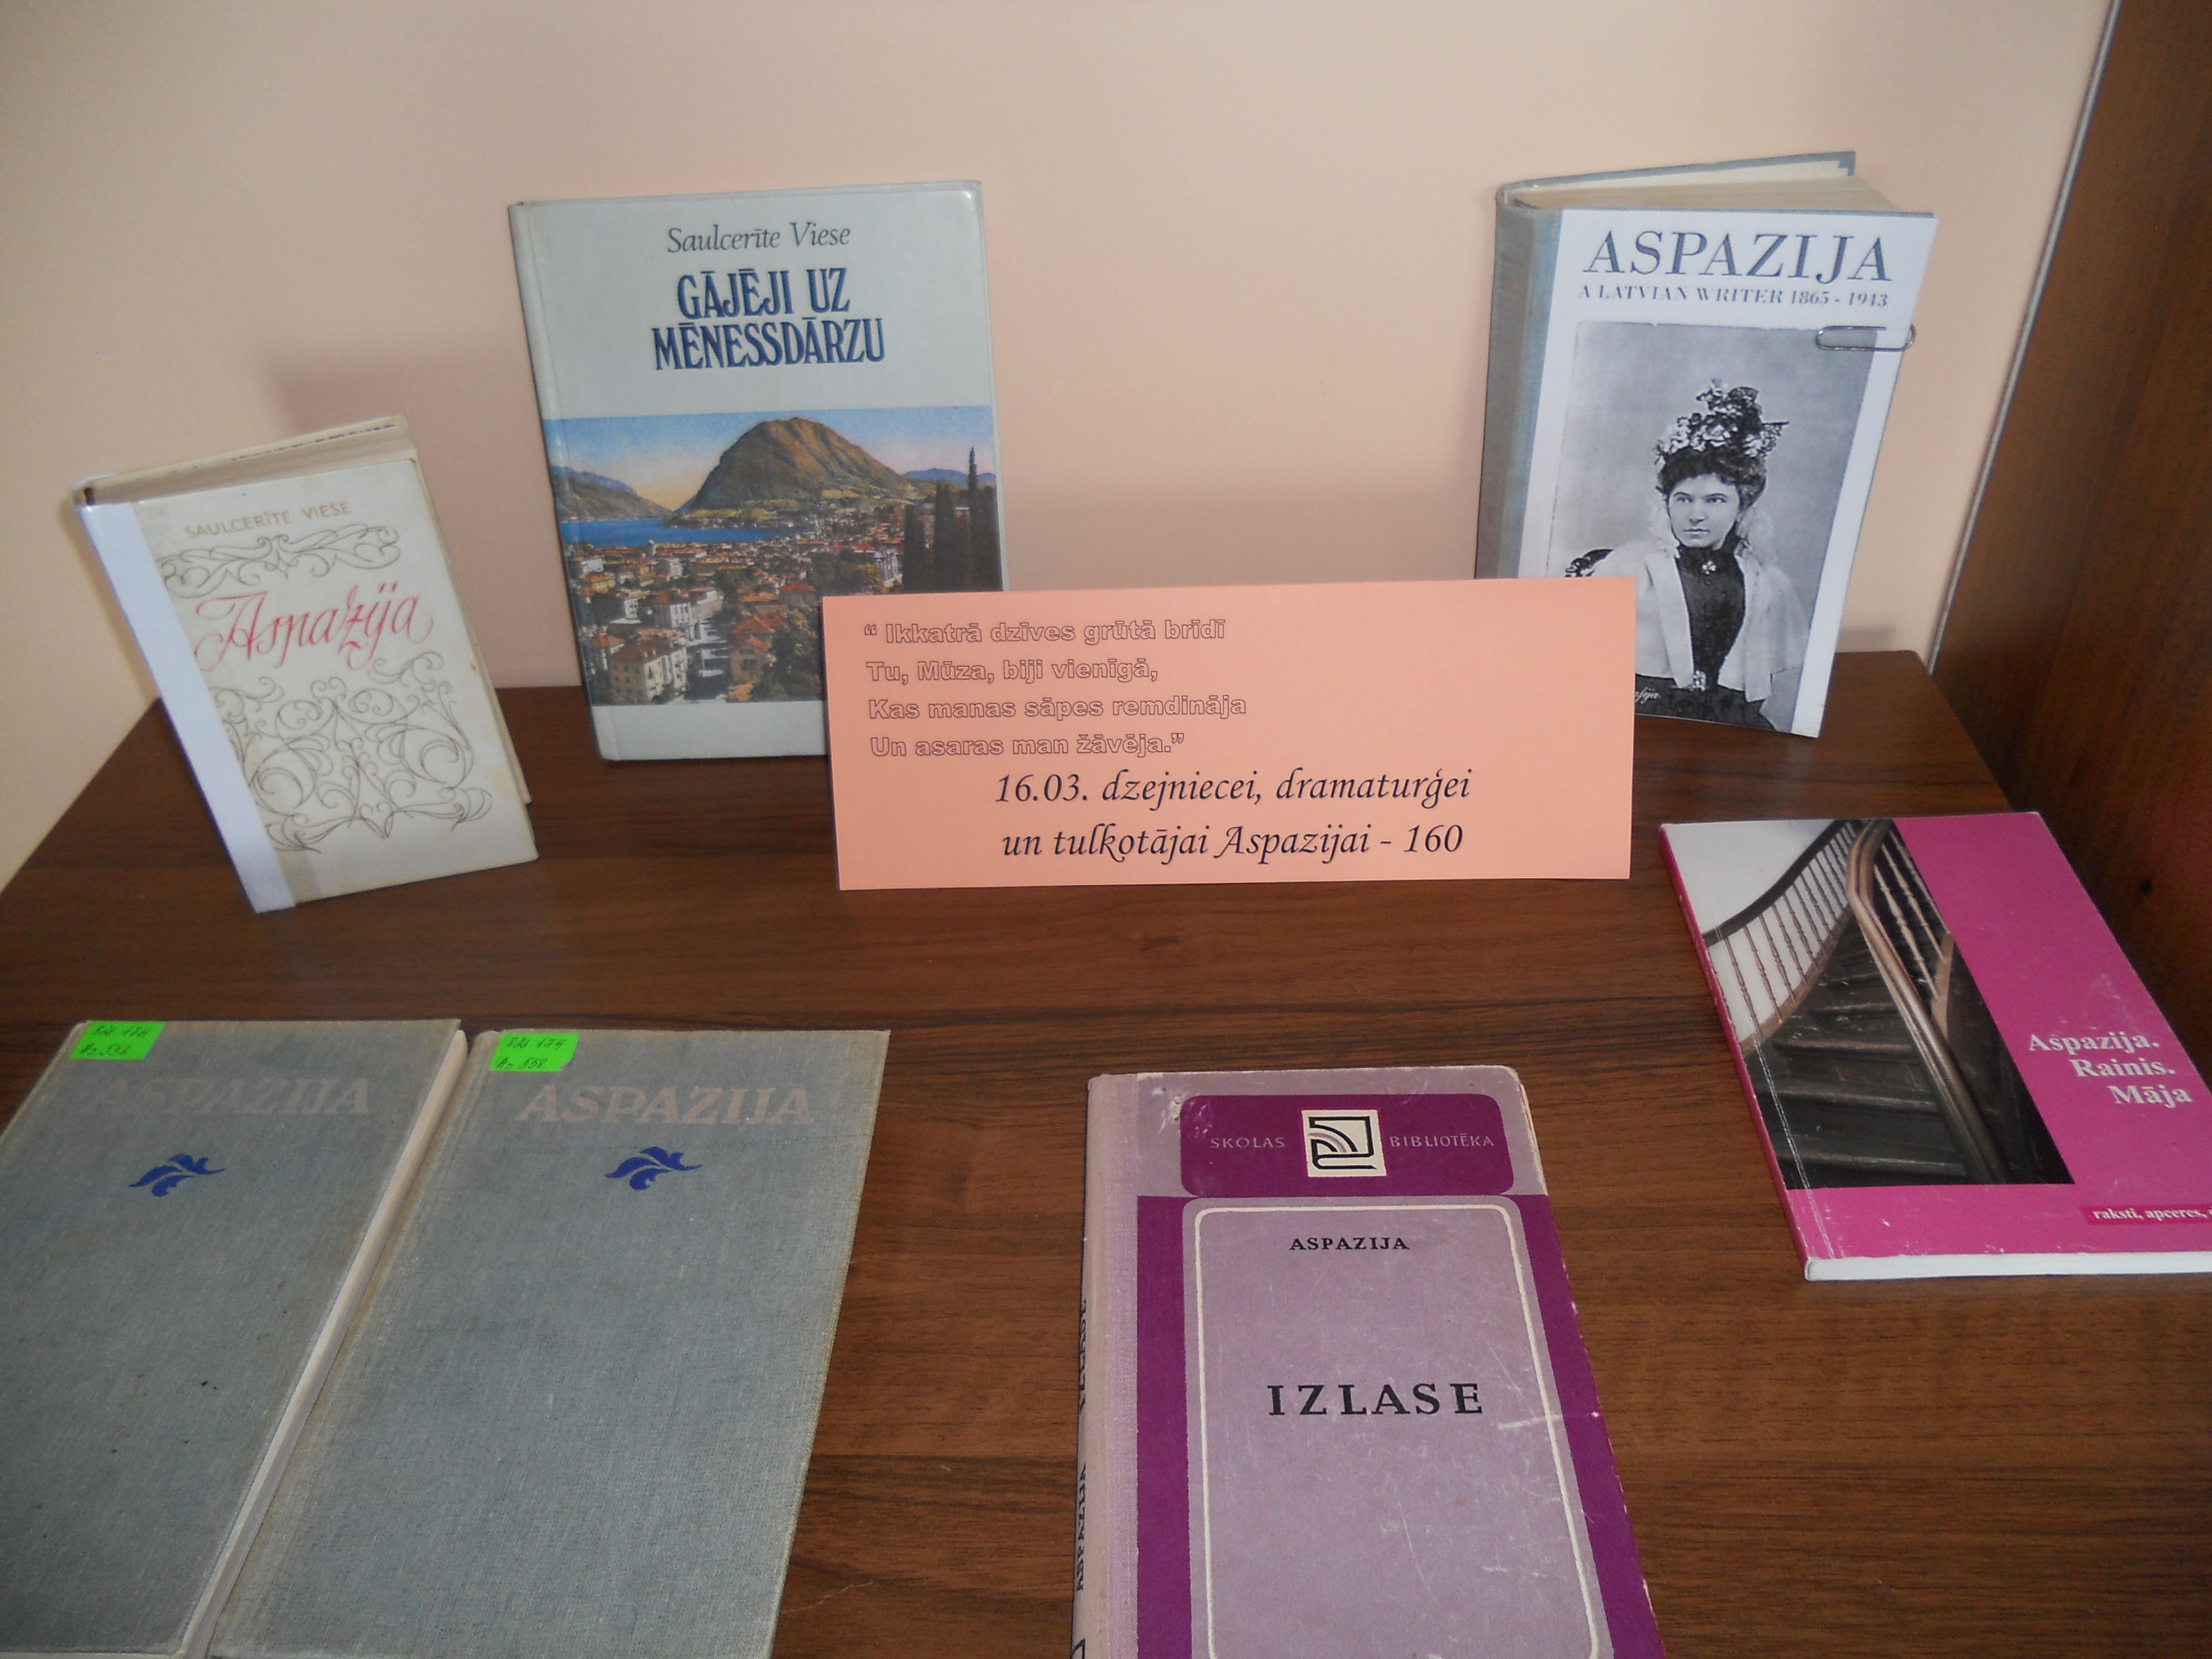 Saulcerīte Viese
GĀJĒJI UZ
MĒNESSDĀRZU
ASPAZIJA
A LATVIAN WRITER 1865 - 1943
SAULCERĪTE VIESE
Aspazija
“ Ikkatrā dzīves grūtā brīdī
Tu, Mūza, biji vienīgā,
Kas manas sāpes remdināja
Un asaras man žāvēja.”
16.03. dzejniecei, dramaturģei
un tulkotājai Aspazijai - 160
Aspazija.
Rainis.
Māja
raksti, apceres,
ASPAZIJA
ASPAZIJA
SKOLAS BIBLIOTĒKA
ASPAZIJA
IZLASE
ASPAZIJA IZLASE